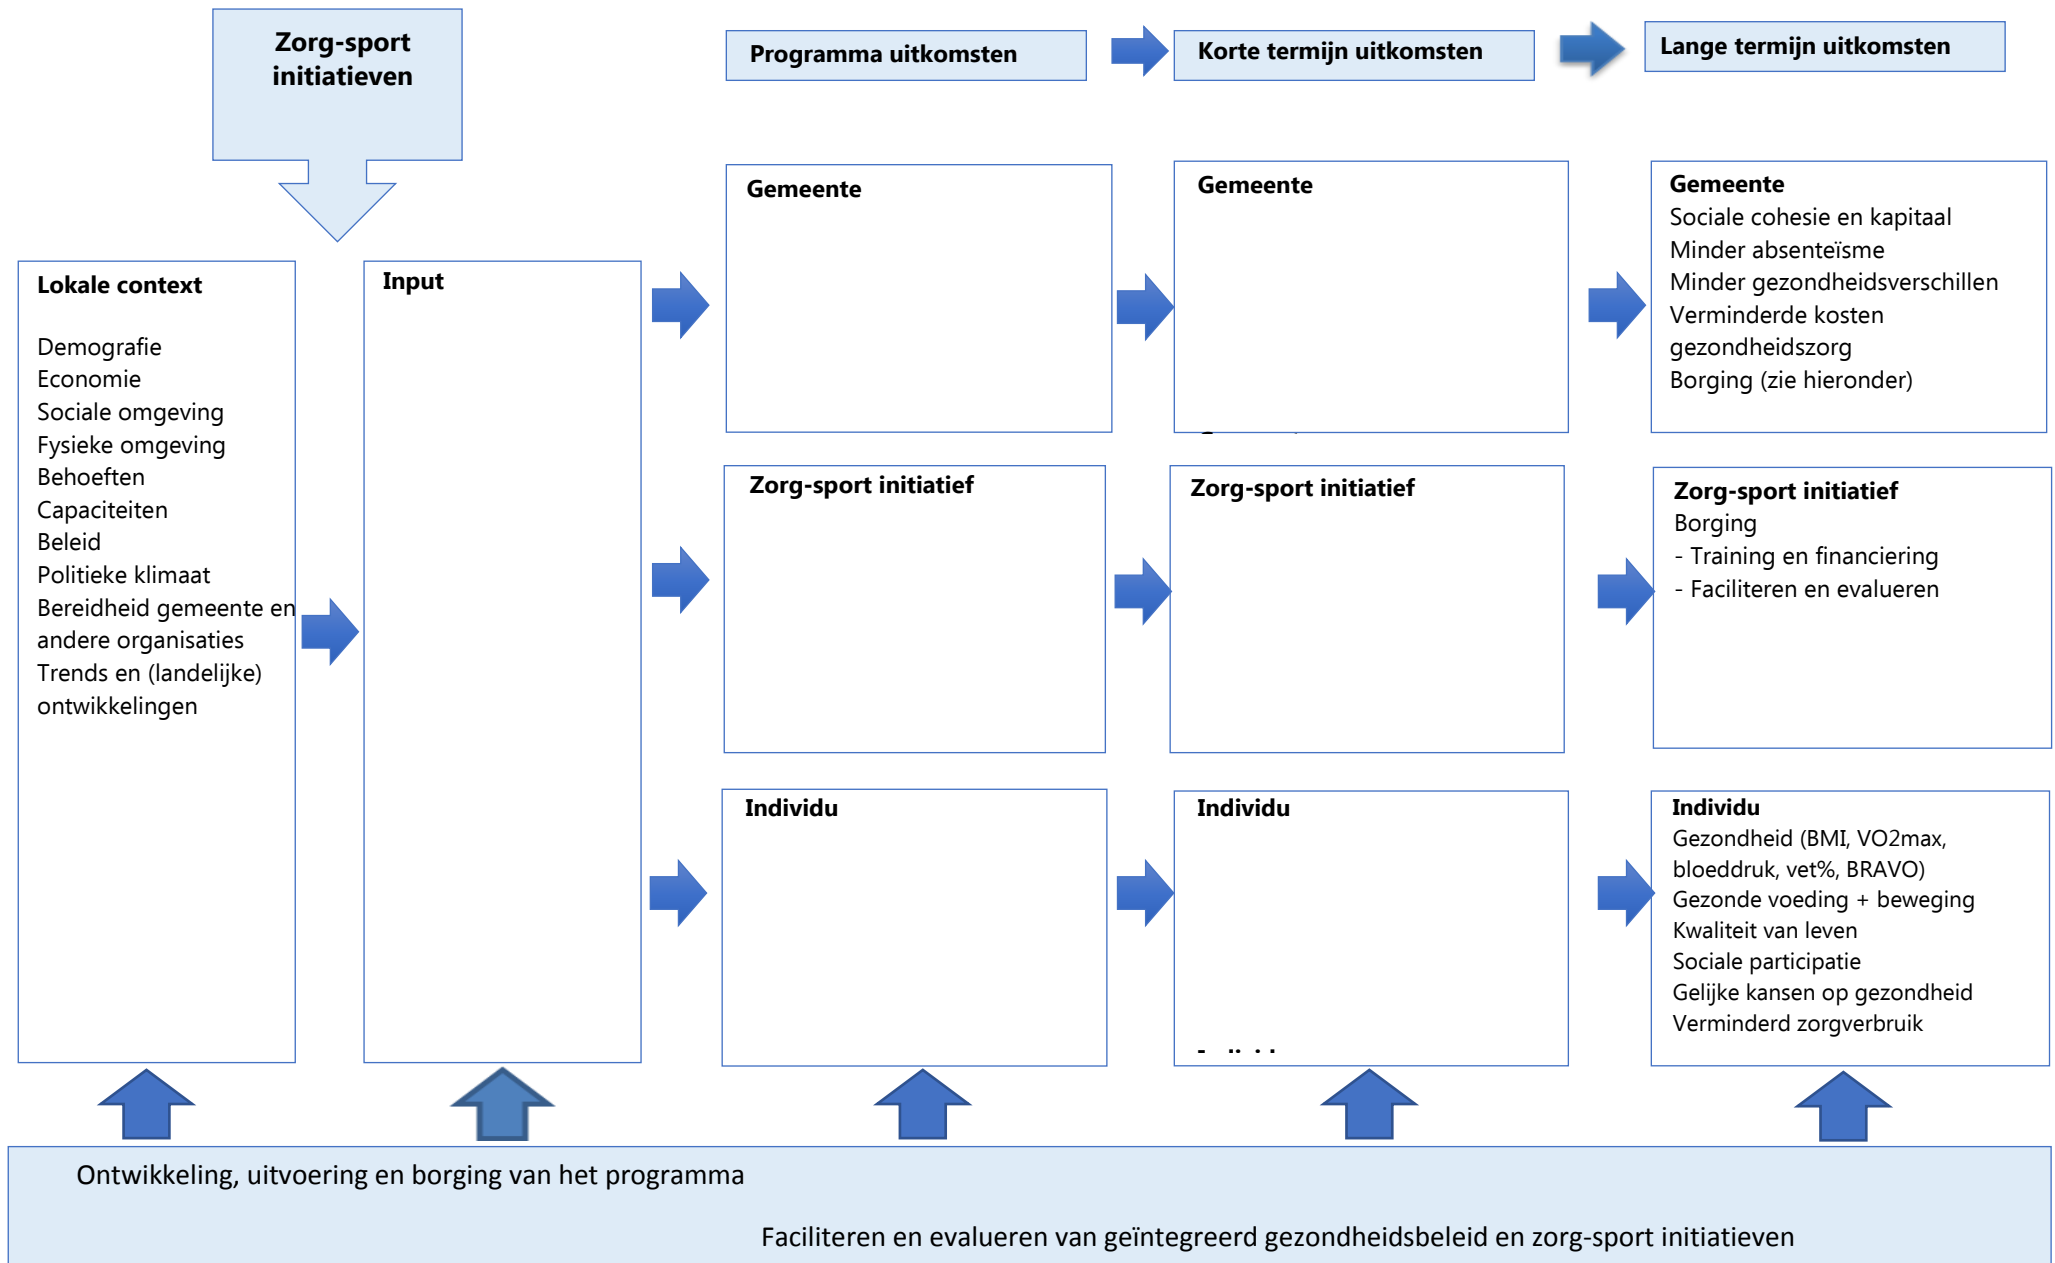 Zorg-sport
initiatieven
Programma uitkomsten
Korte termijn uitkomsten
Lange termijn uitkomsten
Lokale context
Demografie
Economie
Sociale omgeving
Fysieke omgeving
Behoeften
Capaciteiten
Beleid
Politieke klimaat
Bereidheid gemeente en
andere organisaties
Trends en (landelijke)
ontwikkelingen
Input
Gemeente
Gemeente
Gemeente
Sociale cohesie en kapitaal
Minder absenteïsme
Minder gezondheidsverschillen
Verminderde kosten
gezondheidszorg
Borging (zie hieronder)
Zorg-sport initiatief
Zorg-sport initiatief
Zorg-sport initiatief
Borging
- Training en financiering
- Faciliteren en evalueren
Individu
Individu
Individu
Gezondheid (BMI, VO2max,
bloeddruk, vet%, BRAVO)
Gezonde voeding + beweging
Kwaliteit van leven
Sociale participatie
Gelijke kansen op gezondheid
Verminderd zorgverbruik
Ontwikkeling, uitvoering en borging van het programma
Faciliteren en evalueren van geïntegreerd gezondheidsbeleid en zorg-sport initiatieven